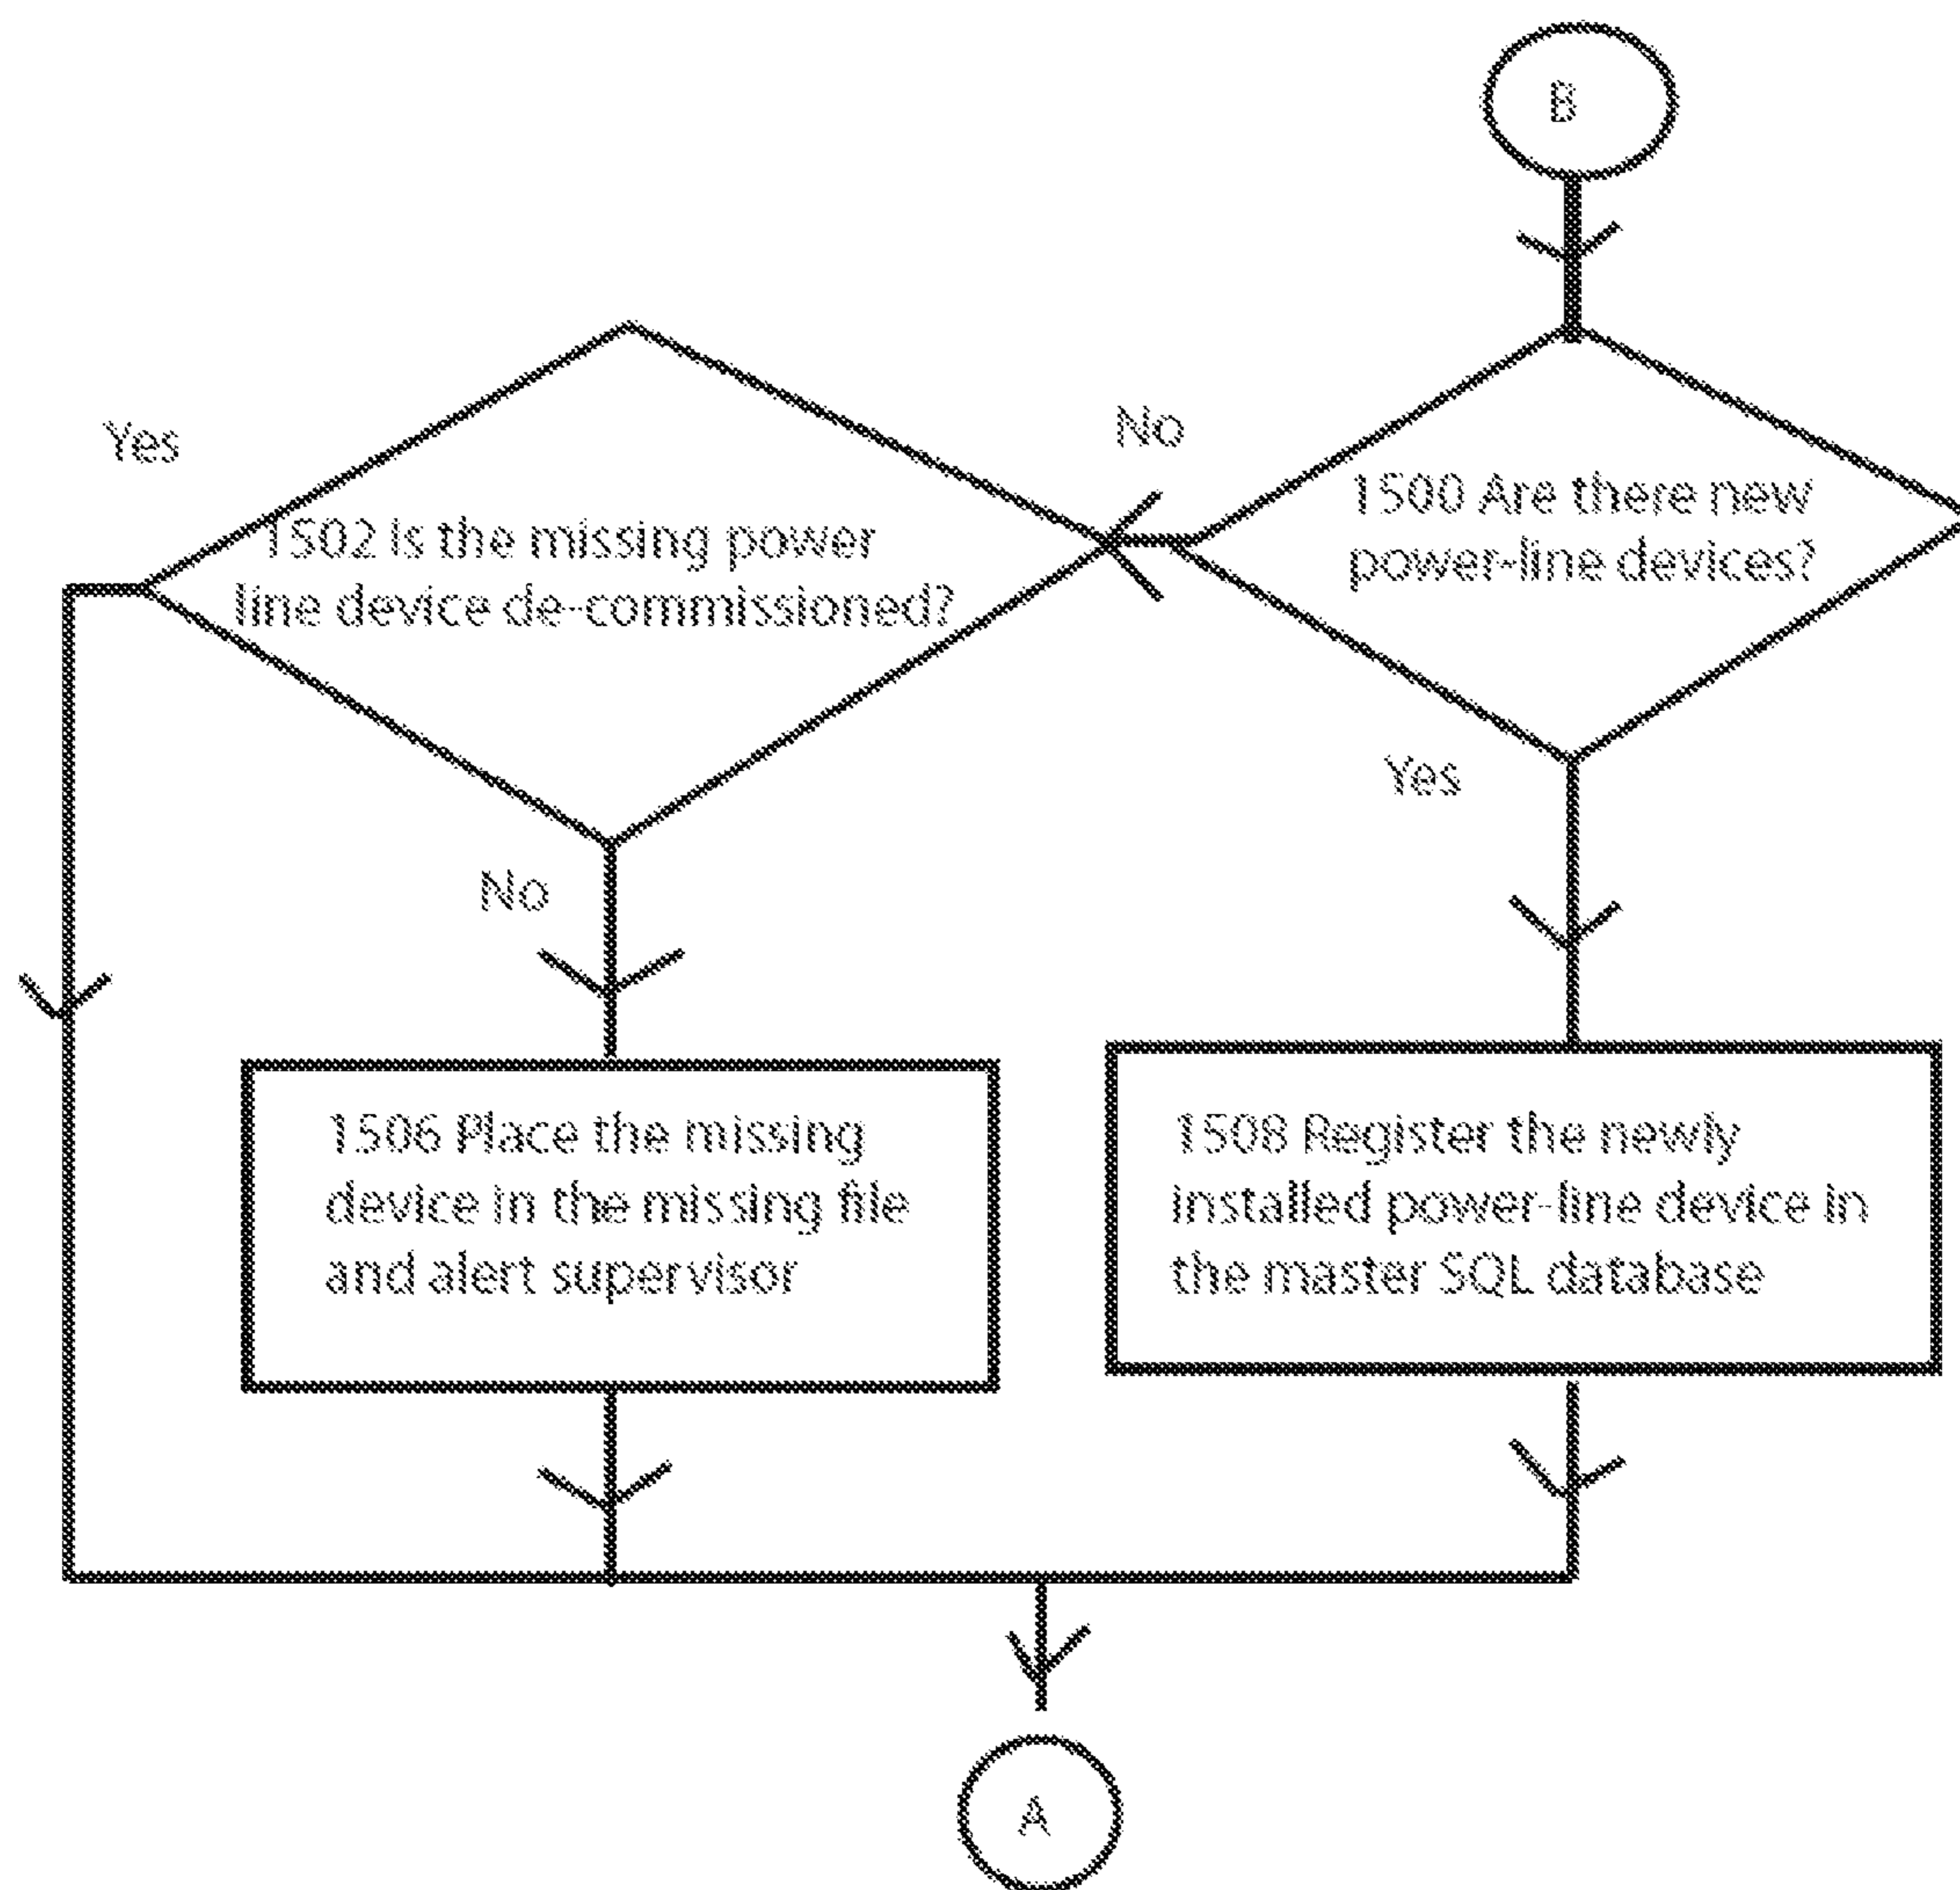 B
Yes
No
1500 Are there new
power-line devices?
1502 Is the missing power
line device de-commissioned?
Yes
No
1506 Place the missing
device in the missing file
and alert supervisor
1508 Register the newly
installed power-line device in
the master SQL database
A